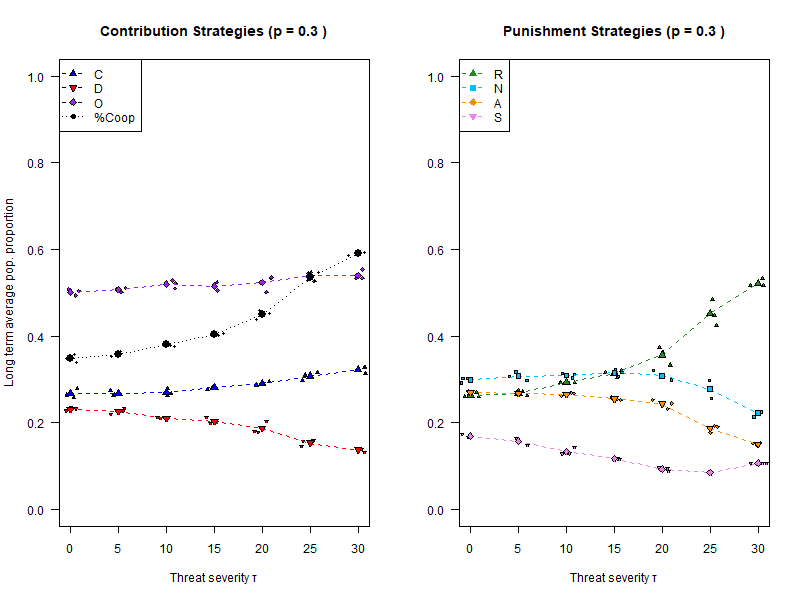 Contribution Strategies (p = 0.3 )
Long term average pop. proportion
1.0
0.8
0.6
0.4
0.2
0.0
C
D
O
%Coop
0 5 10 15 20 25 30
Threat severity τ
Punishment Strategies (p = 0.3 )
1.0
0.8
0.6
0.4
0.2
0.0
R
N
A
S
0 5 10 15 20 25 30
Threat severity τ